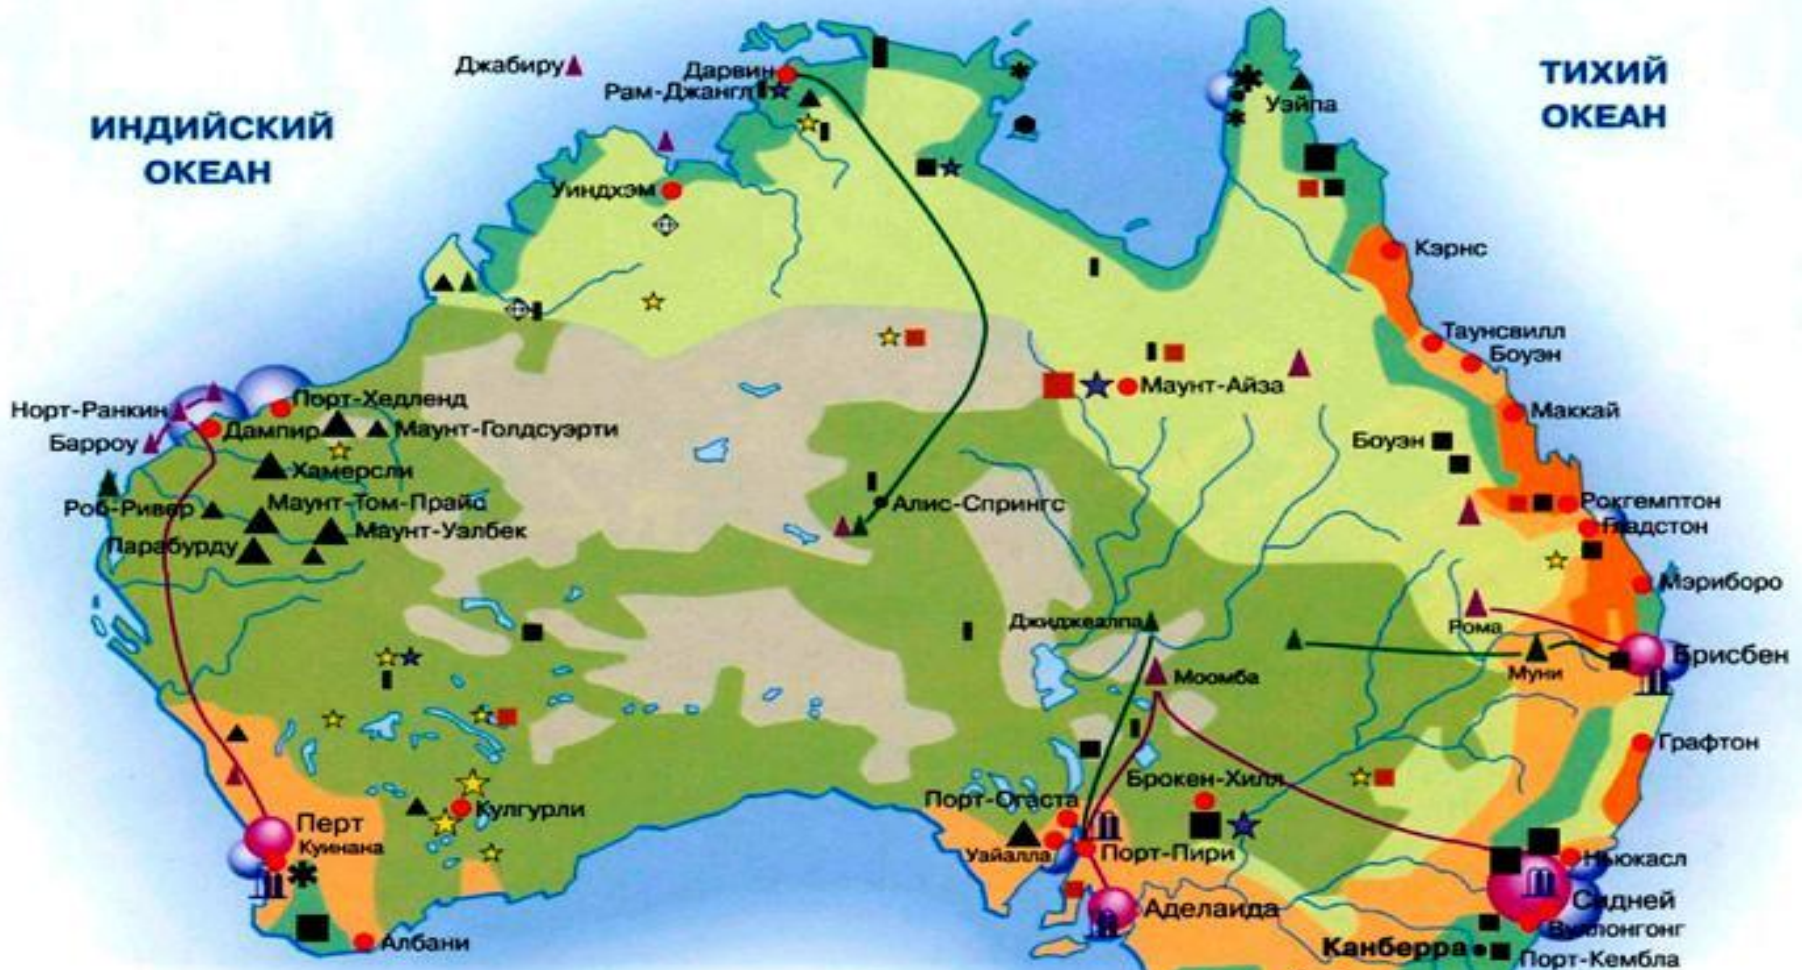 ИНДИЙСКИЙ
ОКЕАН
ТИХИЙ
ОКЕАН
Джабиру
Дарвин
Рам-Джангл
Уэйпа
Уиндхэм
Кэрнс
Таунсвилл
Боуэн
Маунт-Айза
Маккай
Норт-Ранкин
Порт-Хедленд
Барроу
Дампир
Маунт-Голдсуэрти
Боуэн
Хамерсли
Роб-Ривер
Маунт-Том-Прайс
Алис-Спрингс
Рокгемптон
Гладстон
Маунт-Уэлбек
Парабурду
Мэриборо
Джиджеалпа
Рома
Брисбен
Моомба
Муни
Графтон
Брокен-Хилл
Порт-Огаста
Кулгурли
Перт
Куинана
Уайалла
Порт-Пири
Ньюкасл
Сидней
Аделаида
Вуллонгонг
Албани
Канберра
Порт-Кембла